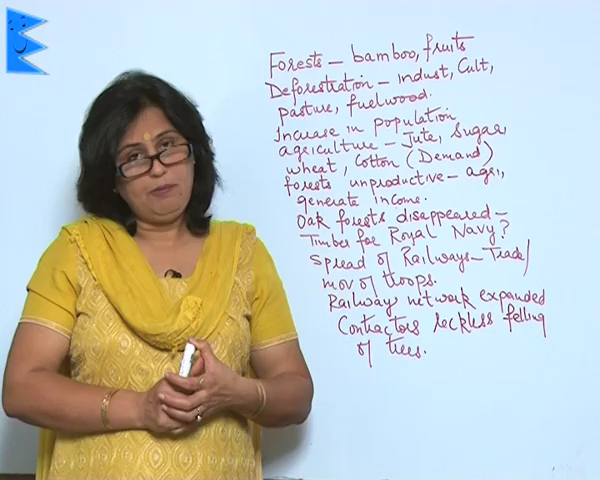 Forests – bamboo, fruits
Deforestration – indust, Cult,
pasture, fuelwood.
Increase in population
agriculture – Jute, Sugar,
wheat, Cotton (Demand)
forests unproductive – agri,
generate income.
Oak forests disappeared –
Timber for Royal Navy?
Spread of Railways – Trade/
mov of troops.
Railway network expanded
Contractors reckless felling
of trees.